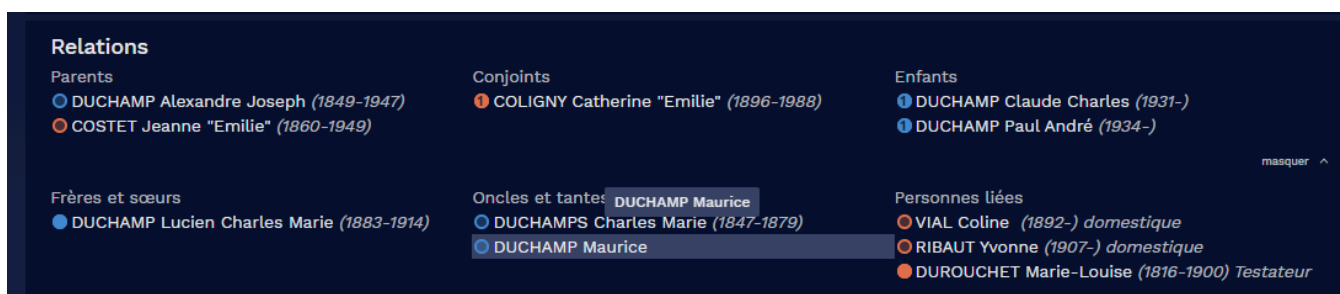 Relations
Parents
DUCHAMP Alexandre Joseph (1849-1947)
COSTET Jeanne "Emilie" (1860-1949)
Conjoints
1 COLIGNY Catherine "Emilie" (1896-1988)
Enfants
1 DUCHAMP Claude Charles (1931-)
1 DUCHAMP Paul André (1934-)
masquer
Frères et sœurs
DUCHAMP Lucien Charles Marie (1883-1914)
Oncles et tantes
DUCHAMP Maurice
DUCHAMPS Charles Marie (1847-1879)
DUCHAMP Maurice
Personnes liées
VIAL Coline (1892-) domestique
RIBAUT Yvonne (1907-) domestique
DUROUCHET Marie-Louise (1816-1900) Testateur